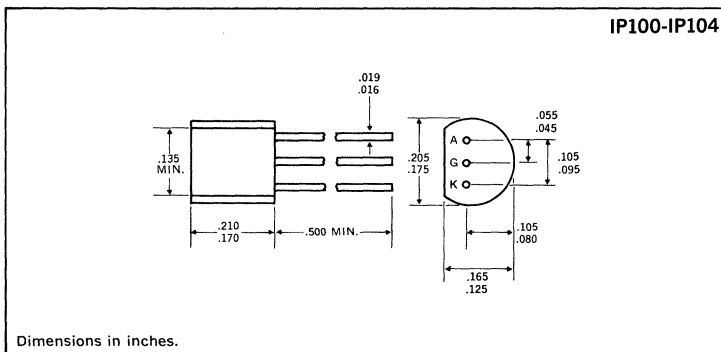 IP100-IP104
.019
.016
.055
.045
A
.135
MIN.
.205
.175
G
.105
.095
K
.210
.170
.500 MIN.
.105
.080
.165
.125
Dimensions in inches.